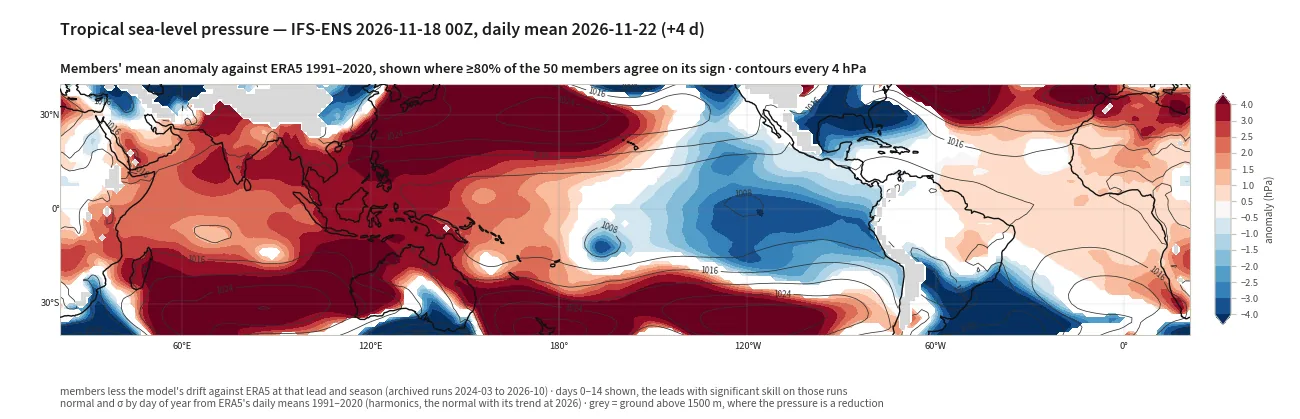 Tropical sea-level pressure — IFS-ENS 2026-11-18 00Z, daily mean 2026-11-22 (+4 d)
Members' mean anomaly against ERA5 1991–2020, shown where ≥80% of the 50 members agree on its sign · contours every 4 hPa
30°N
0°
30°S
60°E
120°E
180°
120°W
60°W
0°
1016
1016
1016
1016
1024
1008
1008
1016
1024
1016
1016
1024
1016
4.0
3.0
2.0
1.5
1.0
0.5
−0.5
−1.0
−1.5
−2.0
−3.0
−4.0
anomaly (hPa)
members less the model's drift against ERA5 at that lead and season (archived runs 2024-03 to 2026-10) · days 0–14 shown, the leads with significant skill on those runs
normal and σ by day of year from ERA5's daily means 1991–2020 (harmonics, the normal with its trend at 2026) · grey = ground above 1500 m, where the pressure is a reduction